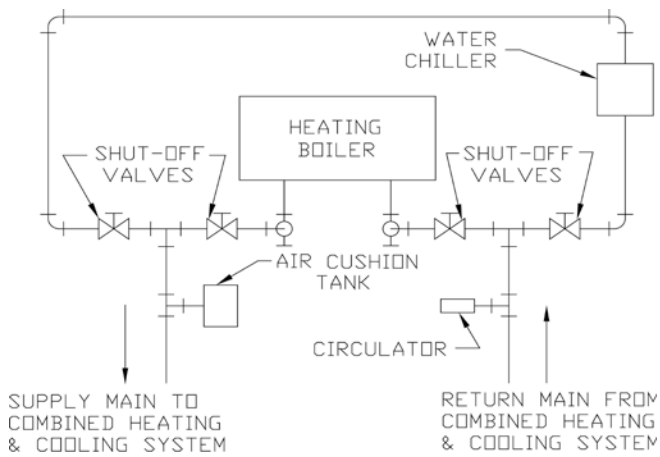 WATER
CHILLER
HEATING
BOILER
SHUT-OFF
VALVES
SHUT-OFF
VALVES
AIR CUSHION
TANK
CIRCULATOR
SUPPLY MAIN TO
COMBINED HEATING
& COOLING SYSTEM
RETURN MAIN FROM
COMBINED HEATING
& COOLING SYSTEM